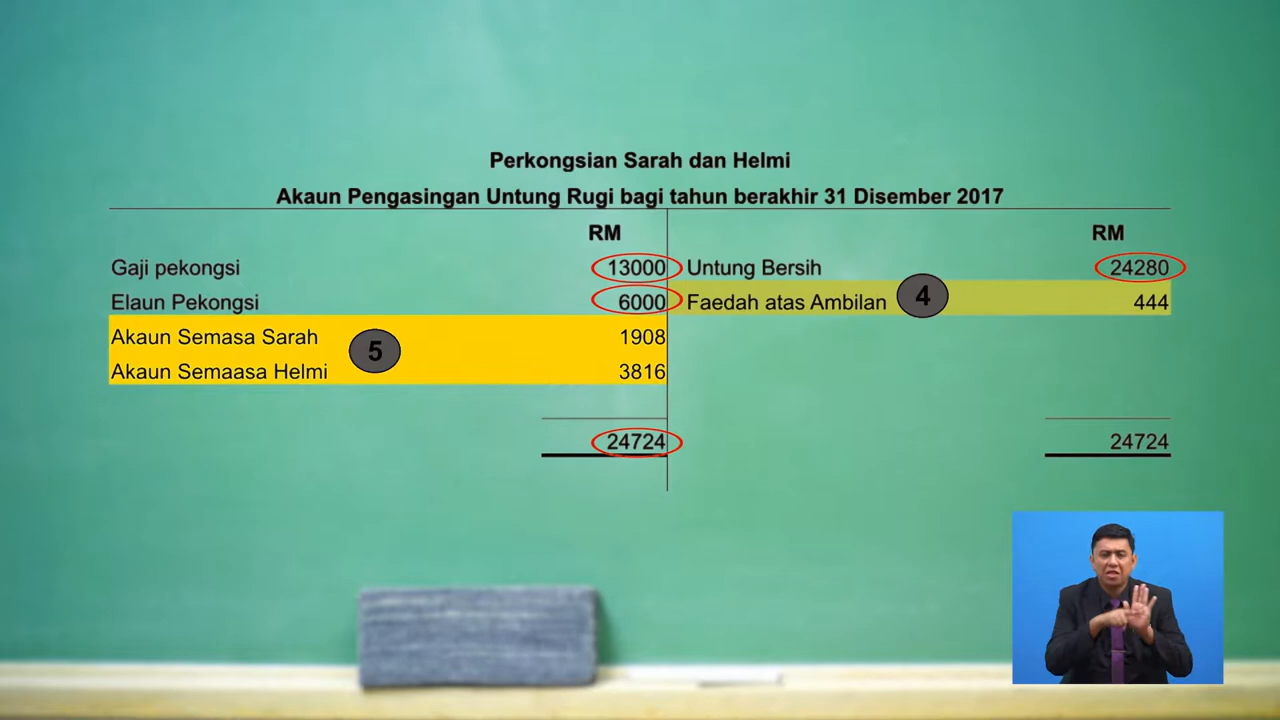 Perkongsian Sarah dan Helmi
Akaun Pengasingan Untung Rugi bagi tahun berakhir 31 Disember 2017
RM RM
Gaji pekongsi 13000 Untung Bersih 24280
Elaun Pekongsi 6000 Faedah atas Ambilan 4 444
Akaun Semasa Sarah 1908
5
Akaun Semaasa Helmi 3816
24724 24724